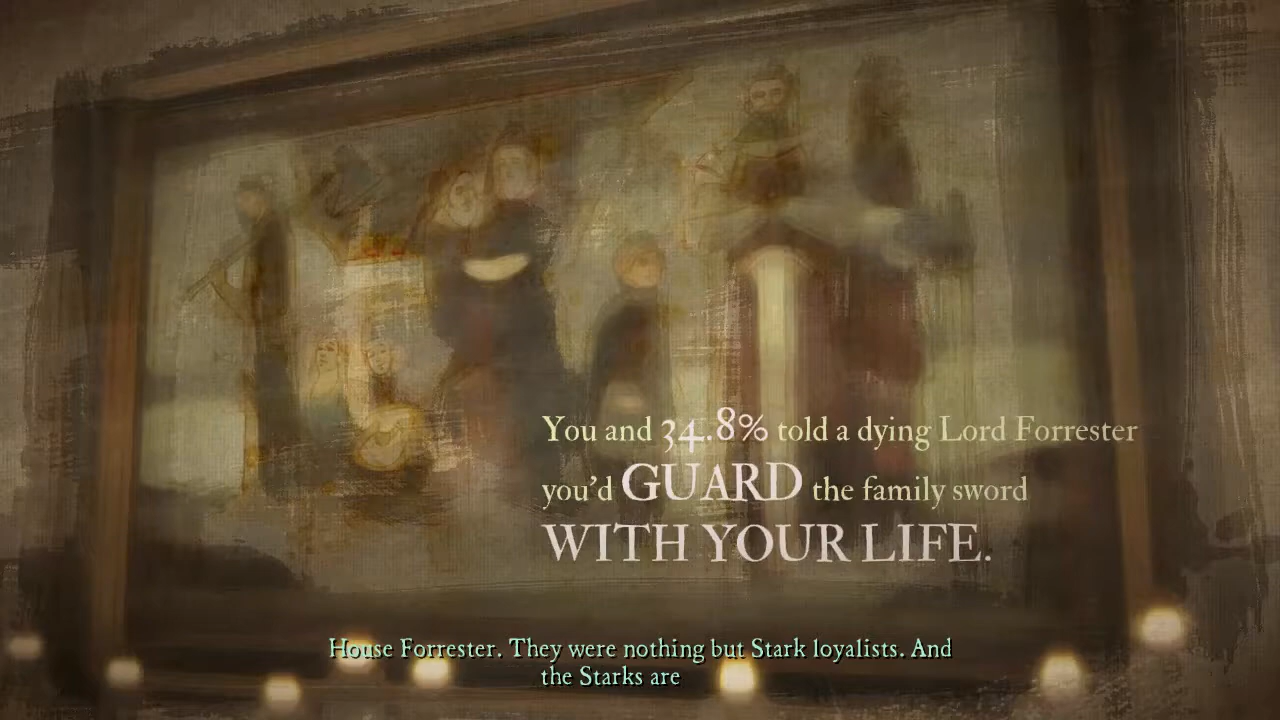 You and 34.8% told a dying Lord Forrester
you'd GUARD the family sword
WITH YOUR LIFE.
House Forrester. They were nothing but Stark loyalists. And
the Starks are